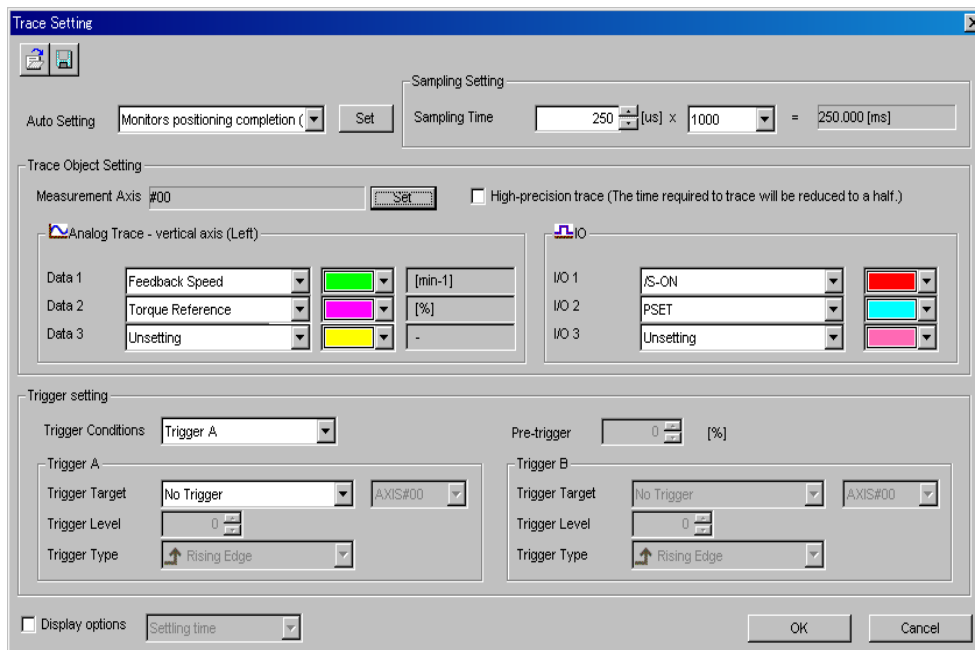 Trace Setting
Sampling Setting
Auto Setting Monitors positioning completion ( Set Sampling Time 250 [us] x 1000 = 250.000 [ms]
Trace Object Setting
Measurement Axis #00 Set High-precision trace (The time required to trace will be reduced to a half.)
Analog Trace - vertical axis (Left) IO
Data 1 Feedback Speed [min-1] I/O 1 /S-ON
Data 2 Torque Reference [%] I/O 2 PSET
Data 3 Unsetting - I/O 3 Unsetting
Trigger setting
Trigger Conditions Trigger A Pre-trigger 0 [%]
Trigger A Trigger B
Trigger Target No Trigger AXIS#00 Trigger Target No Trigger AXIS#00
Trigger Level 0 Trigger Level 0
Trigger Type Rising Edge Trigger Type Rising Edge
Display options Settling time OK Cancel